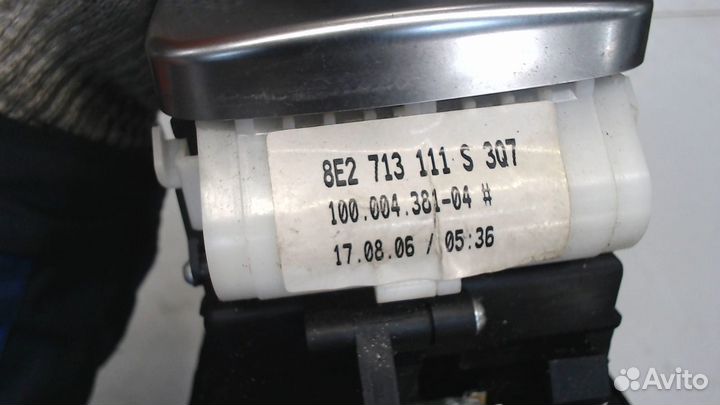 8E2 713 111 S 3Q7
100.004.381-04 #
17.08.06 / 05:36
Avito